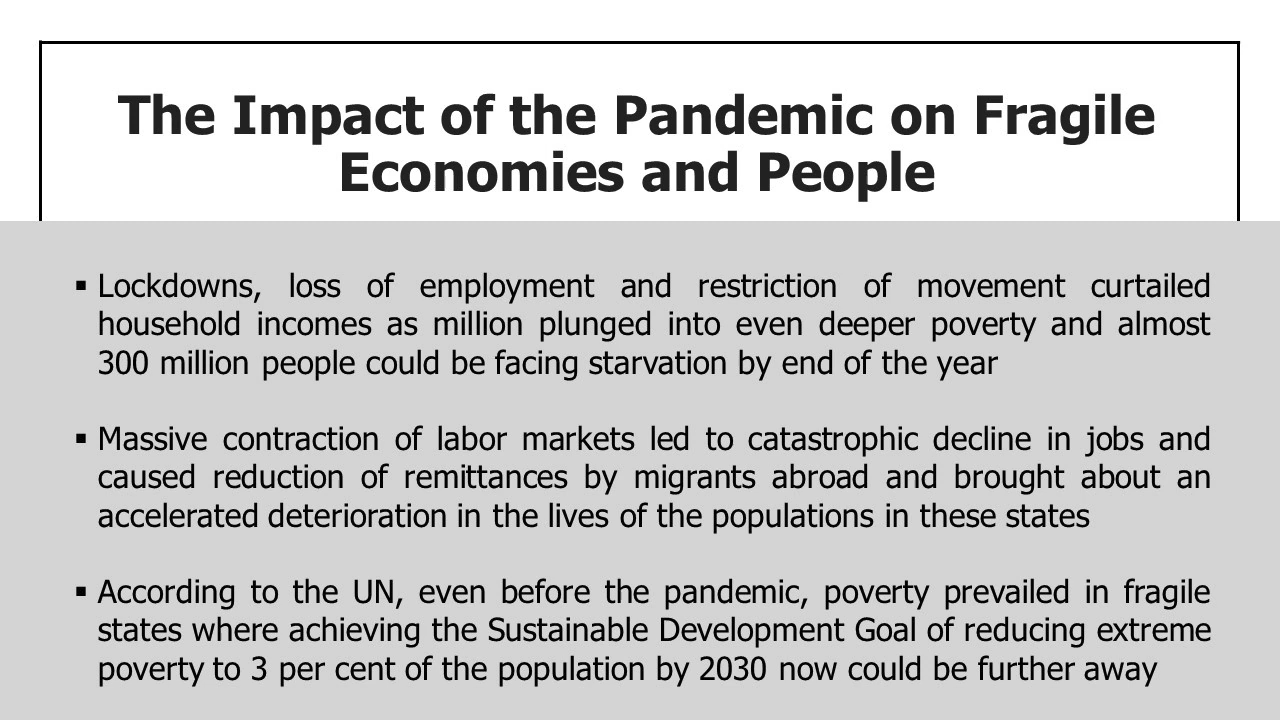 The Impact of the Pandemic on Fragile
Economies and People
▪ Lockdowns, loss of employment and restriction of movement curtailed
household incomes as million plunged into even deeper poverty and almost
300 million people could be facing starvation by end of the year
▪ Massive contraction of labor markets led to catastrophic decline in jobs and
caused reduction of remittances by migrants abroad and brought about an
accelerated deterioration in the lives of the populations in these states
▪ According to the UN, even before the pandemic, poverty prevailed in fragile
states where achieving the Sustainable Development Goal of reducing extreme
poverty to 3 per cent of the population by 2030 now could be further away